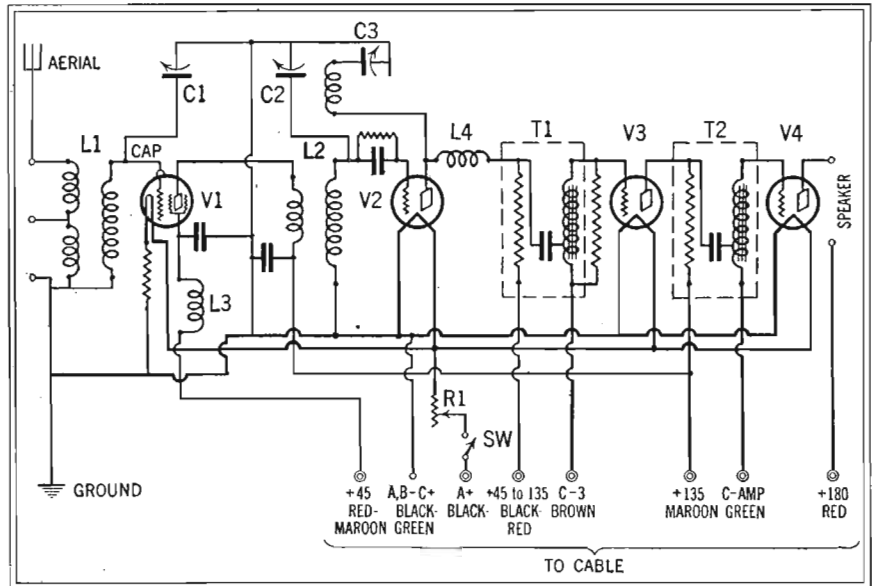 C3
AERIAL
C1
C2
L1
CAP
V1
L2
V2
L4
T1
V3
T2
V4
SPEAKER
L3
R1
SW
GROUND
+45
RED-
MAROON
A,B-C+
BLACK-
GREEN
A+
BLACK-
+45 to 135
BLACK
RED
C-3
BROWN
+135
MAROON
C-AMP
GREEN
+180
RED
TO CABLE